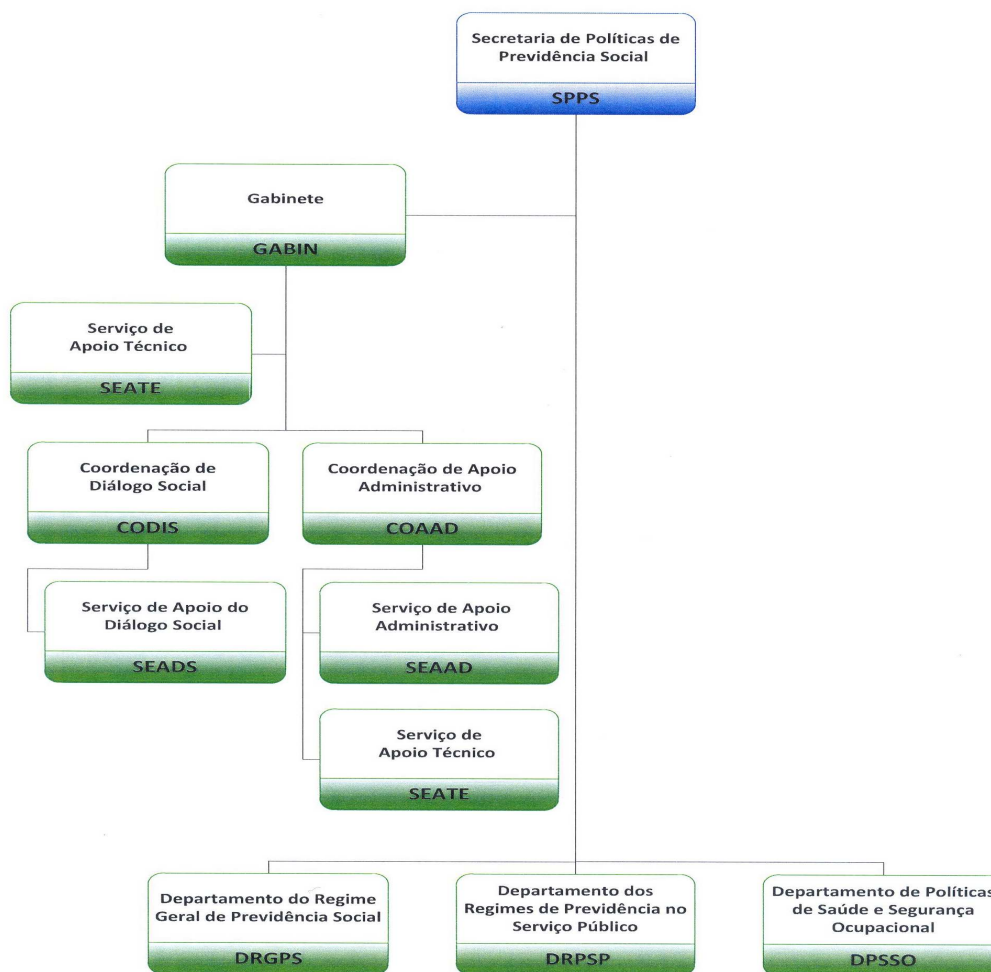 Secretaria de Políticas de
Previdência Social
SPPS
Gabinete
GABIN
Serviço de
Apoio Técnico
SEATE
Coordenação de
Diálogo Social
CODIS
Coordenação de Apoio
Administrativo
COAAD
Serviço de Apoio do
Diálogo Social
SEADS
Serviço de Apoio
Administrativo
SEAAD
Serviço de
Apoio Técnico
SEATE
Departamento do Regime
Geral de Previdência Social
DRGPS
Departamento dos
Regimes de Previdência no
Serviço Público
DRPSP
Departamento de Políticas
de Saúde e Segurança
Ocupacional
DPSSO